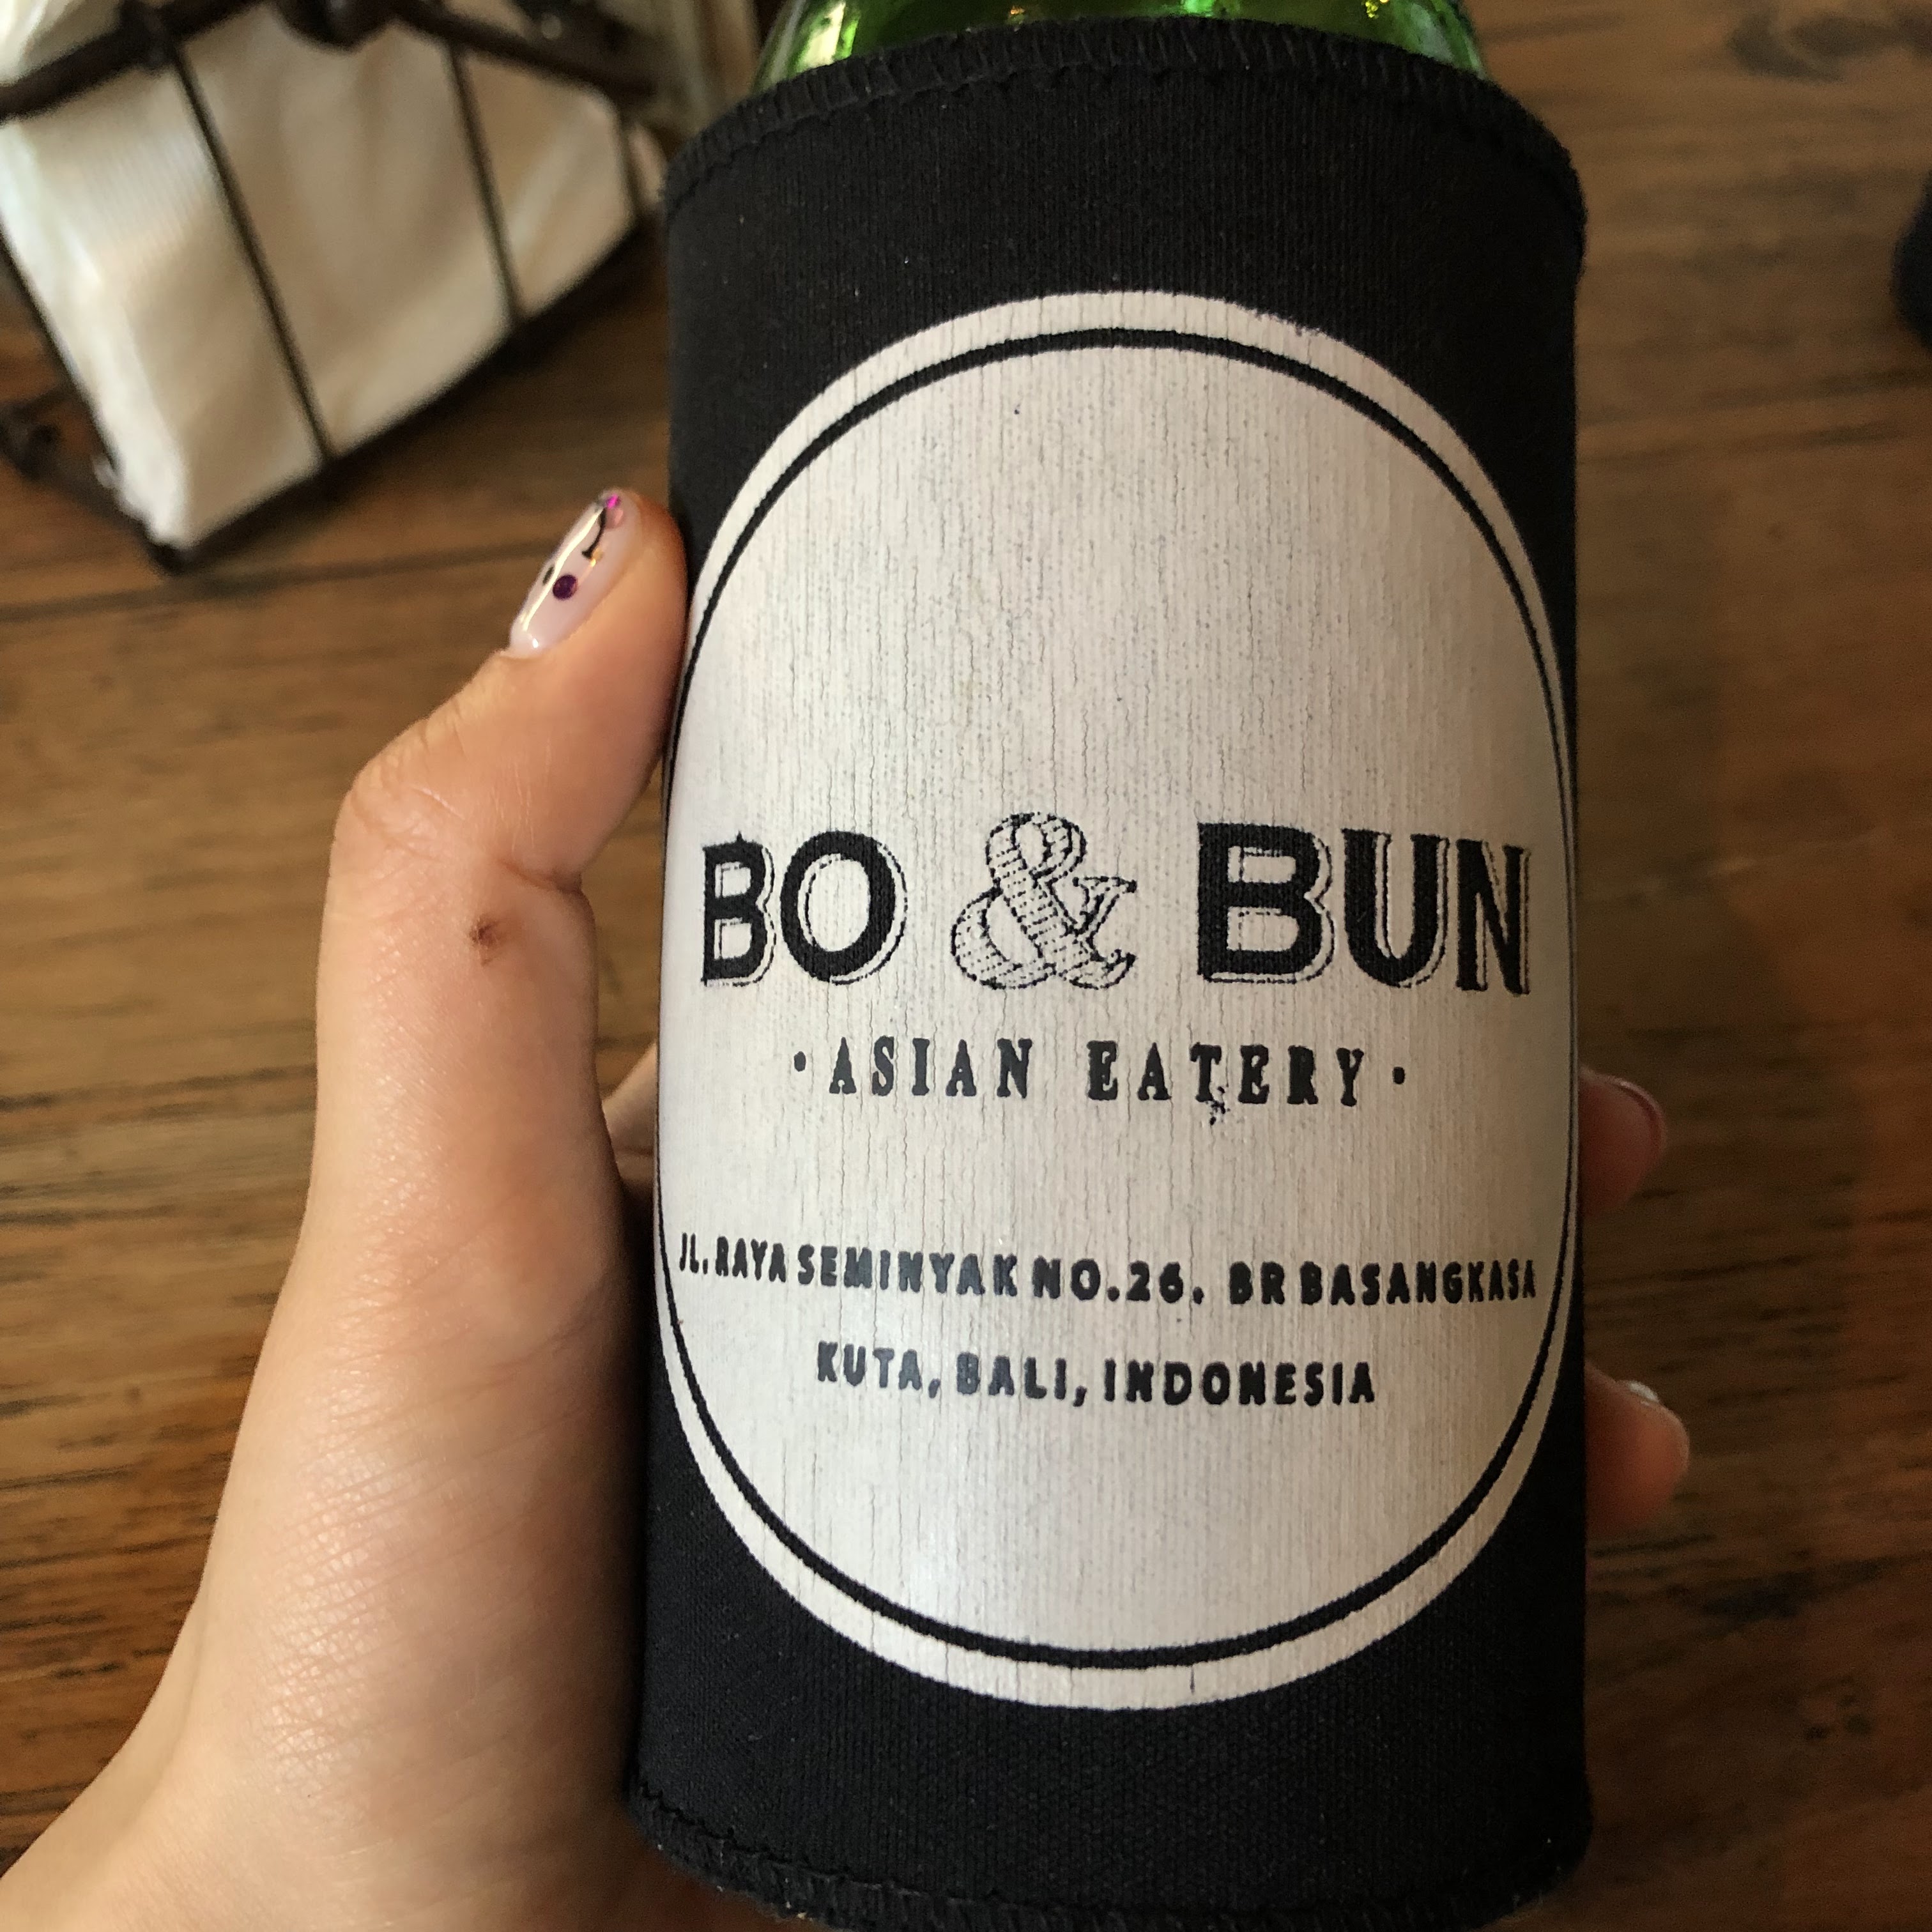 BO & BUN
· ASIAN EATERY ·
JL. RAYA SEMINYAK NO.26. BR BASANGKASA
KUTA, BALI, INDONESIA